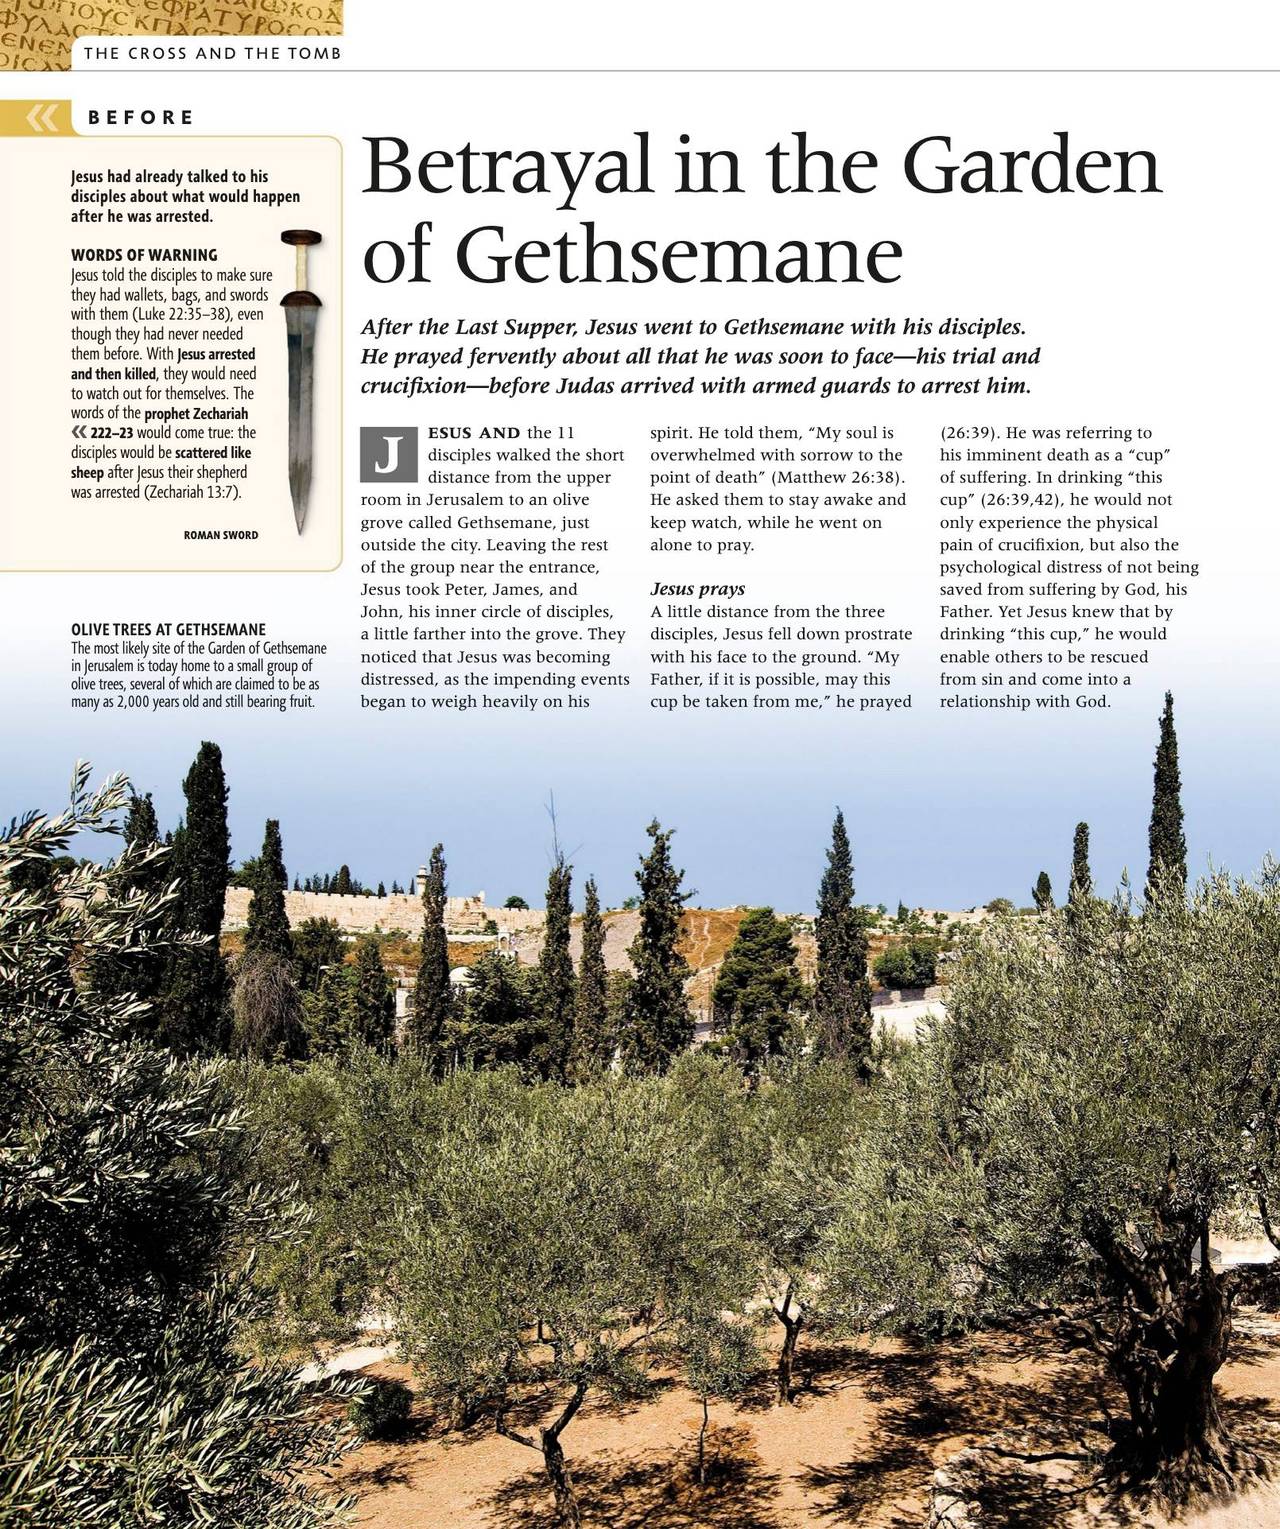 THE CROSS AND THE TOMB
« BEFORE
Jesus had already talked to his
disciples about what would happen
after he was arrested.
WORDS OF WARNING
Jesus told the disciples to make sure
they had wallets, bags, and swords
with them (Luke 22:35–38), even
though they had never needed
them before. With Jesus arrested
and then killed, they would need
to watch out for themselves. The
words of the prophet Zechariah
« 222–23 would come true: the
disciples would be scattered like
sheep after Jesus their shepherd
was arrested (Zechariah 13:7).
ROMAN SWORD
OLIVE TREES AT GETHSEMANE
The most likely site of the Garden of Gethsemane
in Jerusalem is today home to a small group of
olive trees, several of which are claimed to be as
many as 2,000 years old and still bearing fruit.
Betrayal in the Garden
of Gethsemane
After the Last Supper, Jesus went to Gethsemane with his disciples.
He prayed fervently about all that he was soon to face—his trial and
crucifixion—before Judas arrived with armed guards to arrest him.
JESUS AND the 11
disciples walked the short
distance from the upper
room in Jerusalem to an olive
grove called Gethsemane, just
outside the city. Leaving the rest
of the group near the entrance,
Jesus took Peter, James, and
John, his inner circle of disciples,
a little farther into the grove. They
noticed that Jesus was becoming
distressed, as the impending events
began to weigh heavily on his
spirit. He told them, “My soul is
overwhelmed with sorrow to the
point of death” (Matthew 26:38).
He asked them to stay awake and
keep watch, while he went on
alone to pray.
Jesus prays
A little distance from the three
disciples, Jesus fell down prostrate
with his face to the ground. “My
Father, if it is possible, may this
cup be taken from me,” he prayed
(26:39). He was referring to
his imminent death as a “cup”
of suffering. In drinking “this
cup” (26:39,42), he would not
only experience the physical
pain of crucifixion, but also the
psychological distress of not being
saved from suffering by God, his
Father. Yet Jesus knew that by
drinking “this cup,” he would
enable others to be rescued
from sin and come into a
relationship with God.